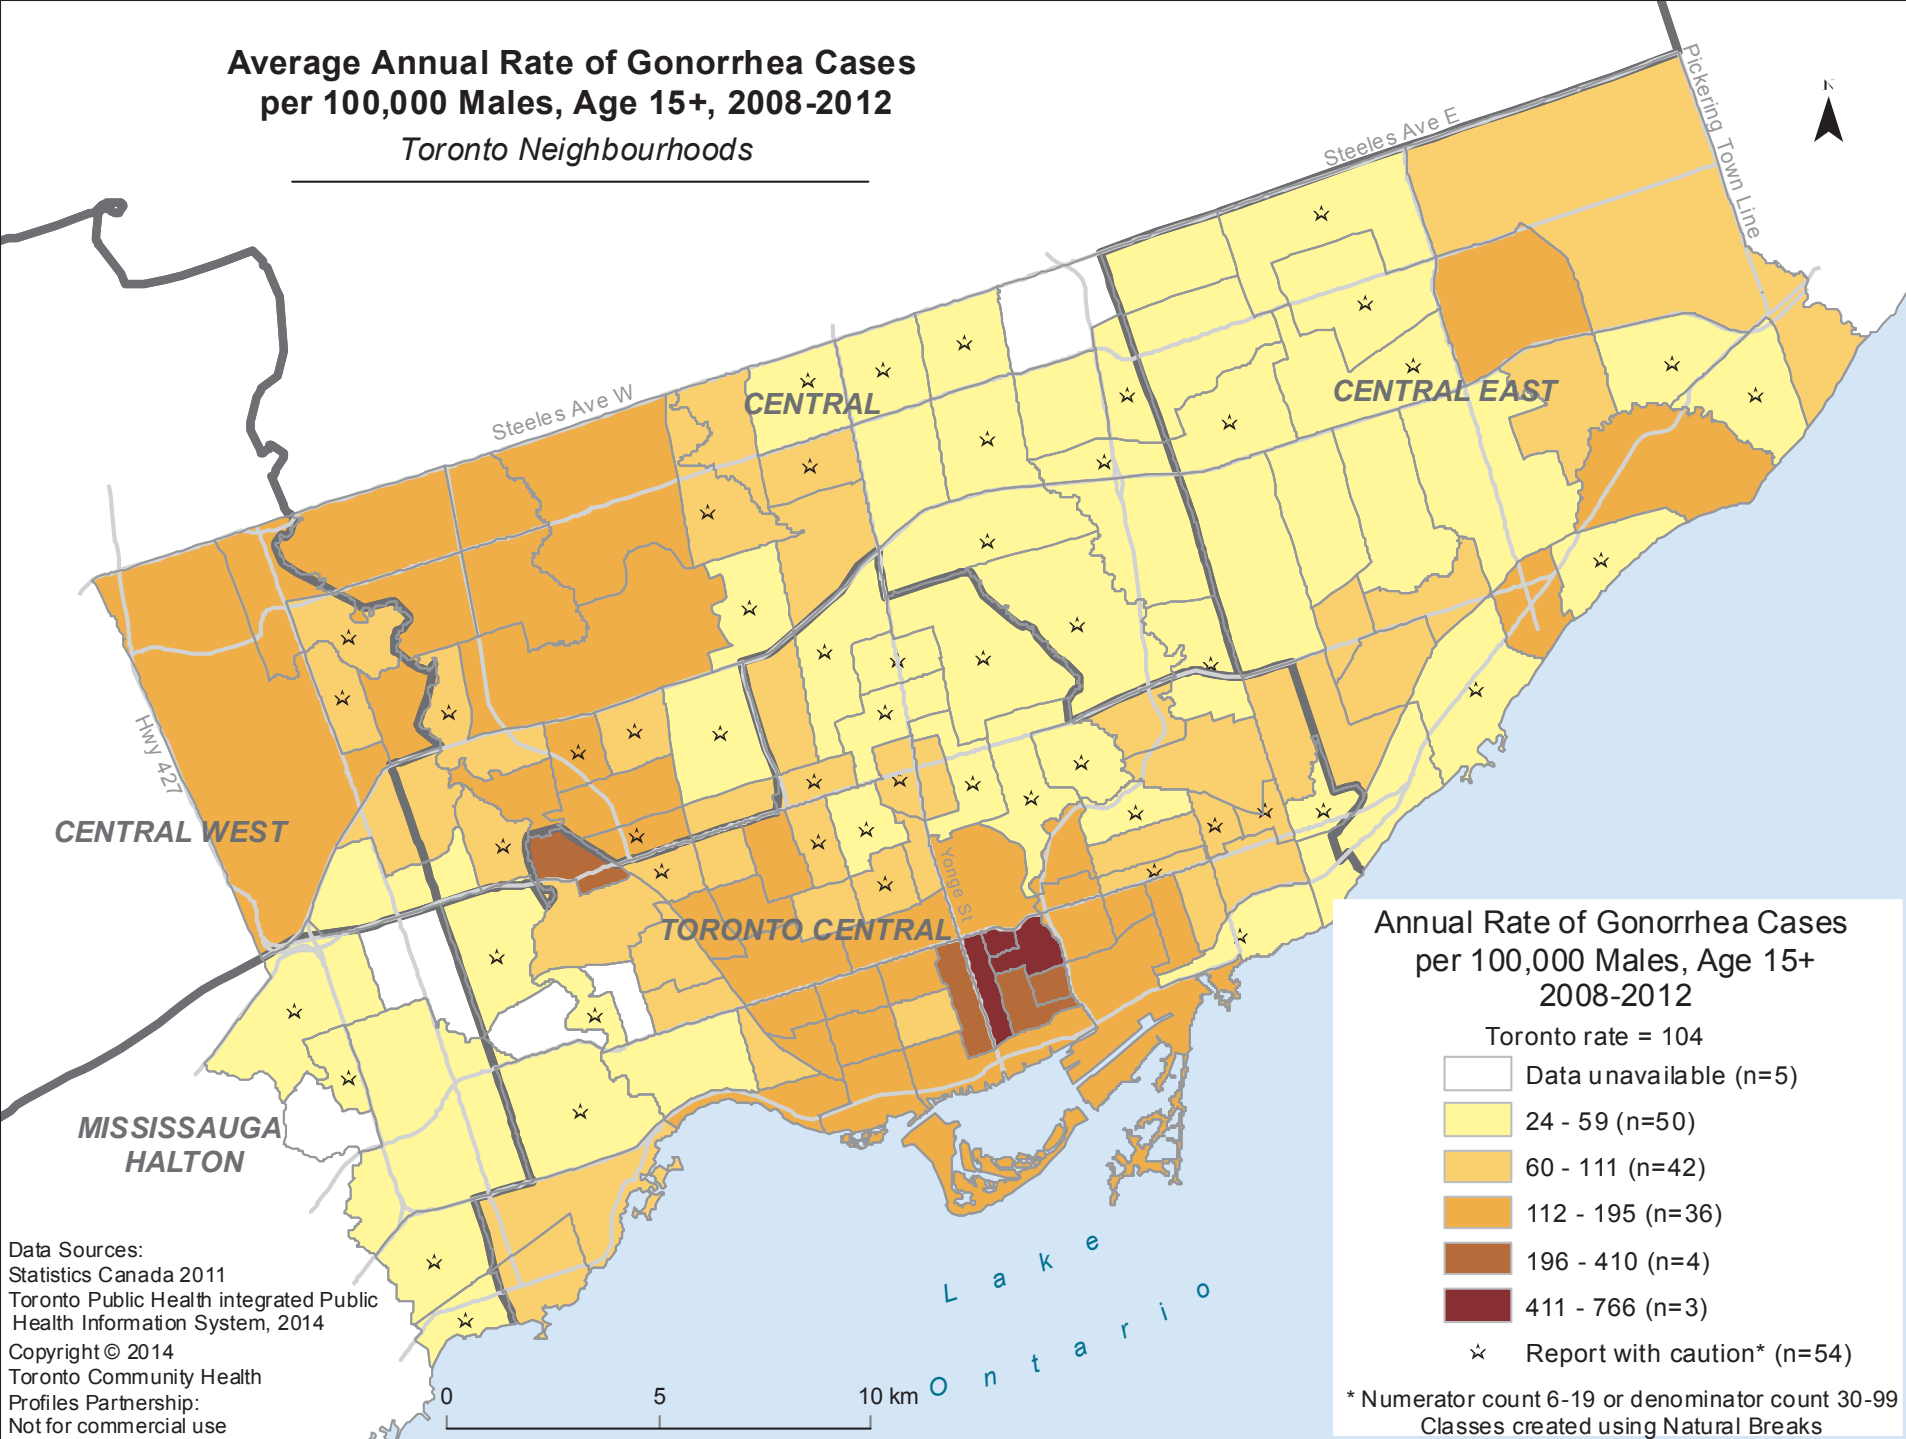 Average Annual Rate of Gonorrhea Cases
per 100,000 Males, Age 15+, 2008-2012
Toronto Neighbourhoods
N
Steeles Ave E
Pickering Town Line
Steeles Ave W
CENTRAL
CENTRAL EAST
Hwy 427
CENTRAL WEST
Yonge St
TORONTO CENTRAL
MISSISSAUGA
HALTON
Lake
Ontario
Annual Rate of Gonorrhea Cases
per 100,000 Males, Age 15+
2008-2012
Toronto rate = 104
Data unavailable (n=5)
24 - 59 (n=50)
60 - 111 (n=42)
112 - 195 (n=36)
196 - 410 (n=4)
411 - 766 (n=3)
Report with caution* (n=54)
* Numerator count 6-19 or denominator count 30-99
Classes created using Natural Breaks
Data Sources:
Statistics Canada 2011
Toronto Public Health integrated Public
Health Information System, 2014
Copyright © 2014
Toronto Community Health
Profiles Partnership:
Not for commercial use
0 5 10 km